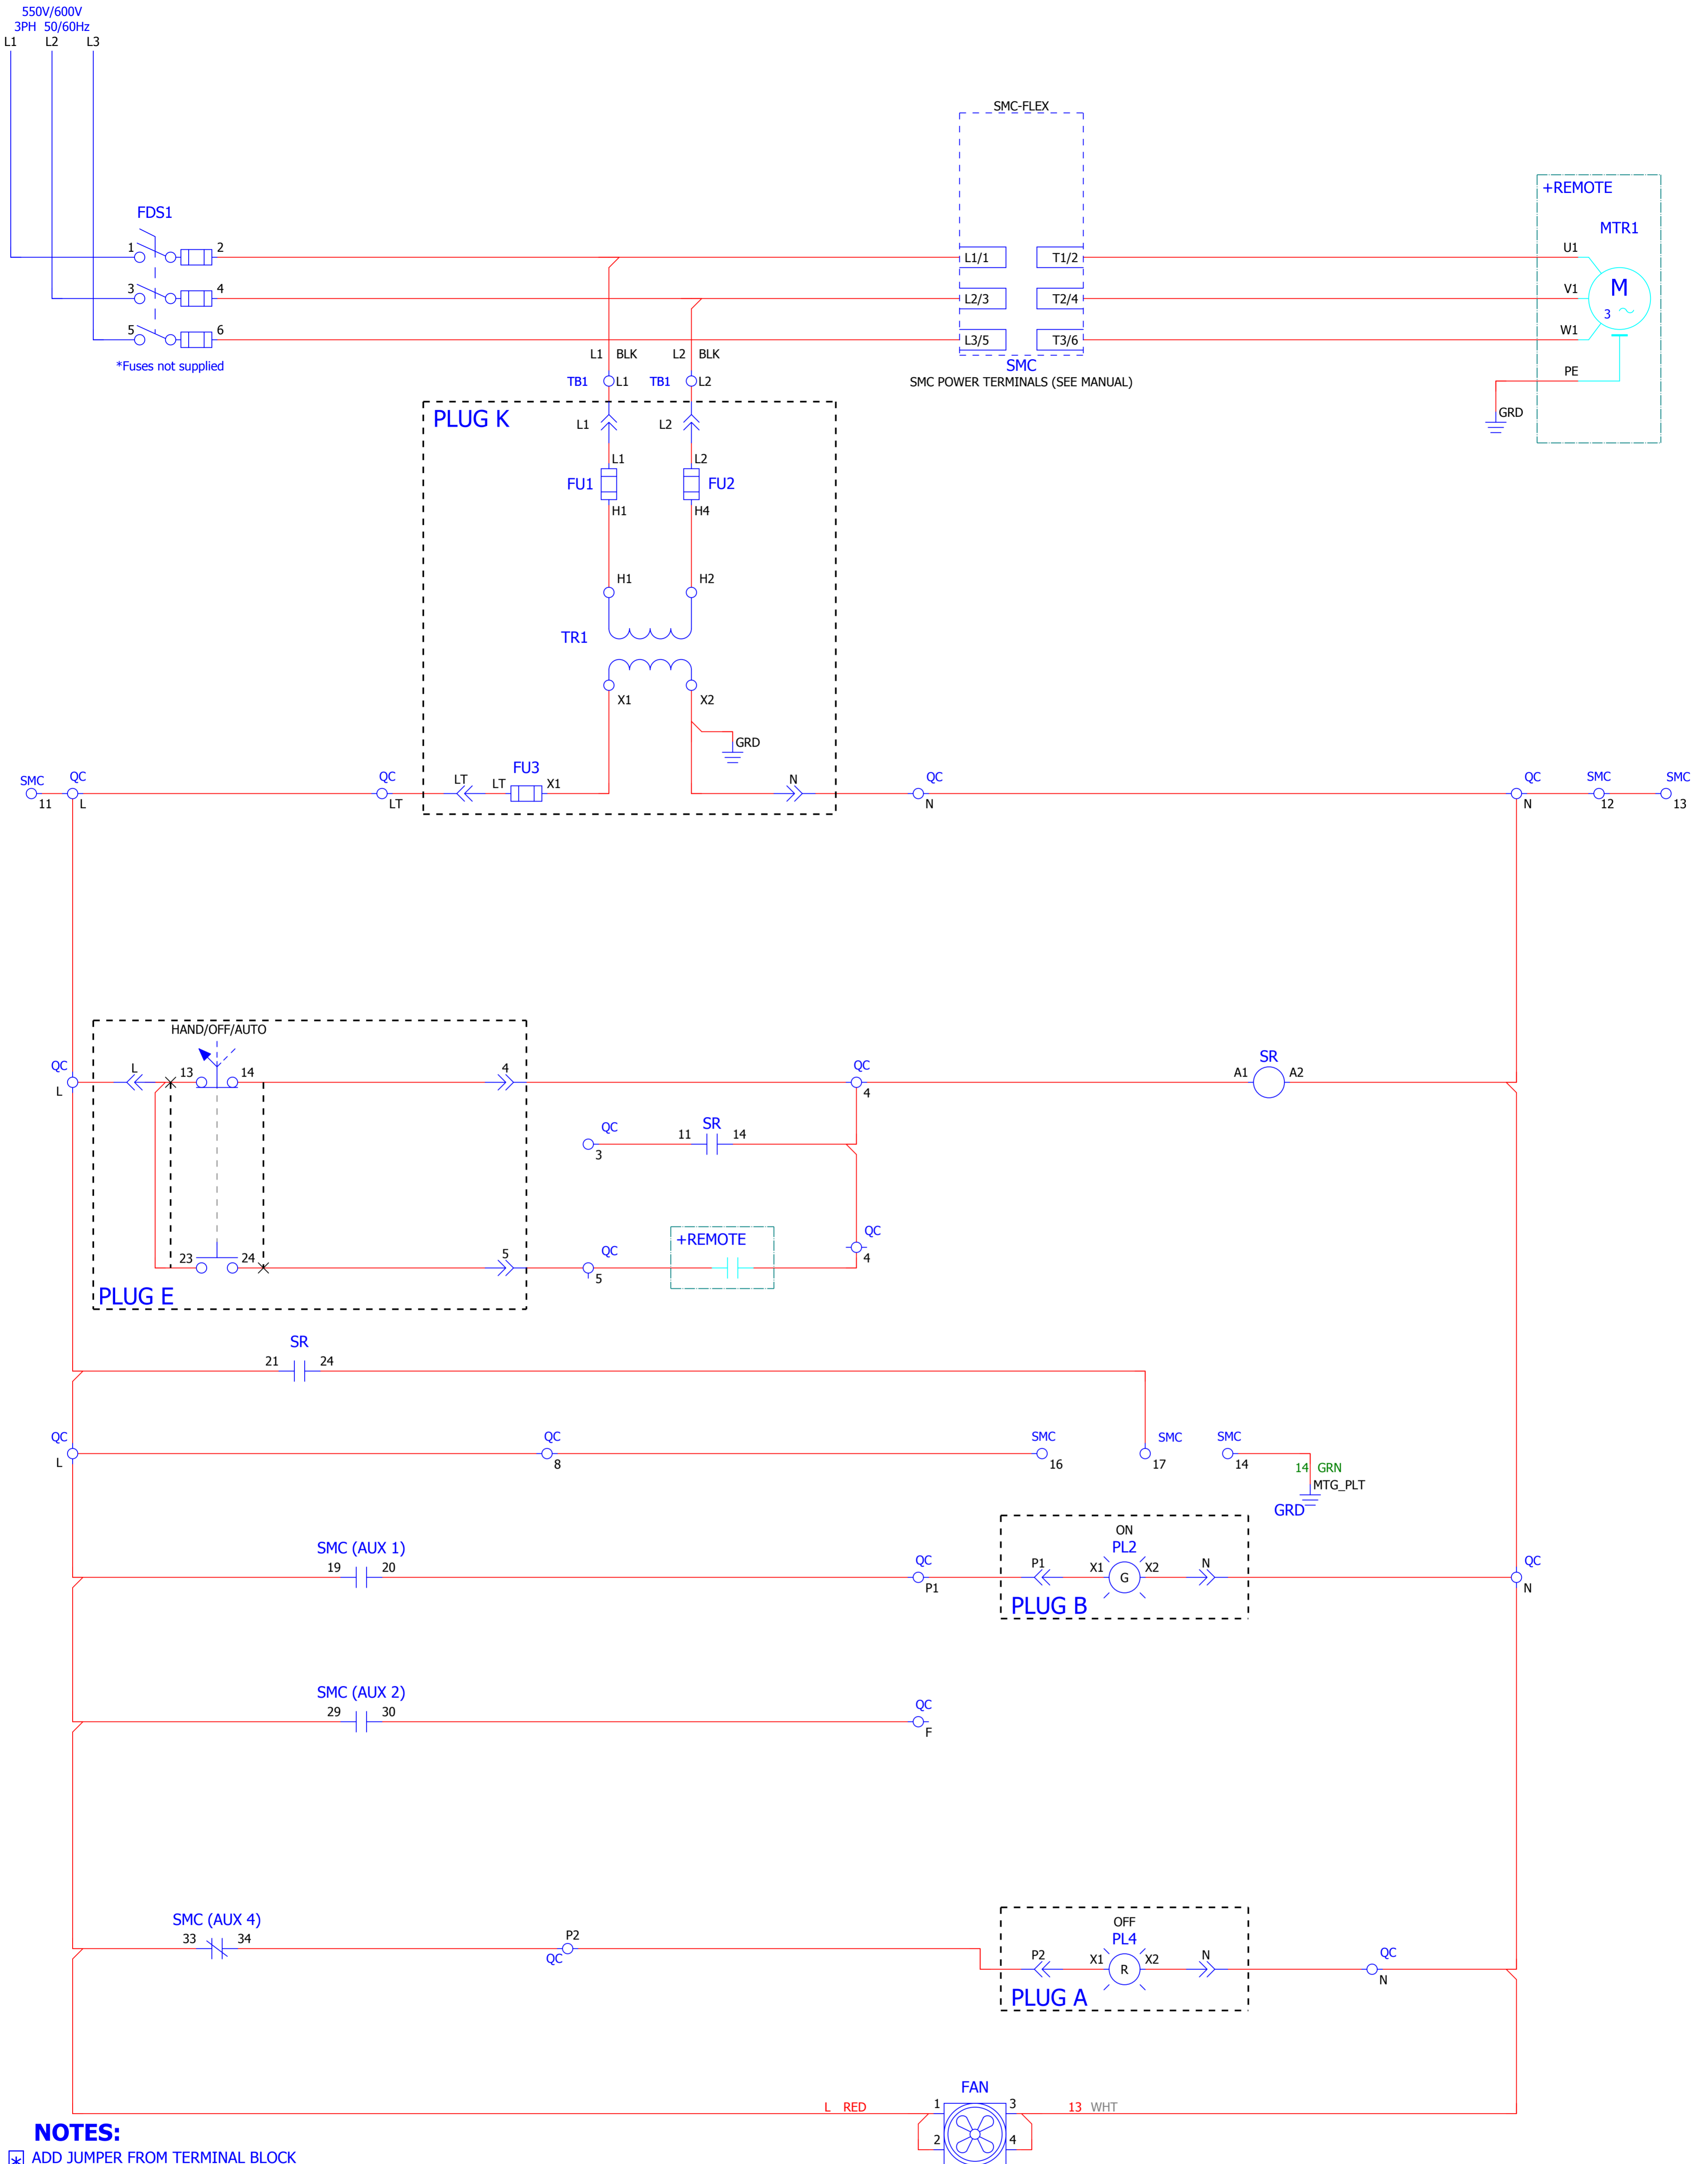 550V/600V
3PH 50/60Hz
L1 L2 L3
SMC-FLEX
+REMOTE
MTR1
FDS1
1 2 L1/1 T1/2 U1
3 4 L2/3 T2/4 V1
M
3
5 6 L3/5 T3/6 W1
*Fuses not supplied
L1 BLK L2 BLK
SMC
SMC POWER TERMINALS (SEE MANUAL)
PE
GRD
TB1 L1 TB1 L2
PLUG K
L1 L2
L1 L2
FU1 FU2
H1 H4
H1 H2
TR1
X1 X2
GRD
SMC QC QC LT LT FU3 X1 N QC QC SMC SMC
11 L LT N N 12 13
HAND/OFF/AUTO
QC L 13 14 4 QC SR
L 4 A1 A2
QC 11 SR 14
3
QC
4
23 24 5 QC +REMOTE
5
PLUG E
SR
21 24
QC QC SMC SMC SMC
L 8 16 17 14
14 GRN
MTG_PLT
GRD
SMC (AUX 1)
19 20
QC
P1
ON
PL2
P1 X1 G X2 N
PLUG B
QC
N
SMC (AUX 2)
29 30
QC
F
SMC (AUX 4)
33 34
P2
QC
OFF
PL4
P2 X1 R X2 N
PLUG A
QC
N
FAN
L RED 1 3 13 WHT
2 4
NOTES:
* ADD JUMPER FROM TERMINAL BLOCK